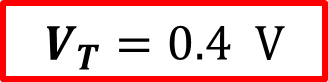 V_T = 0.4 V